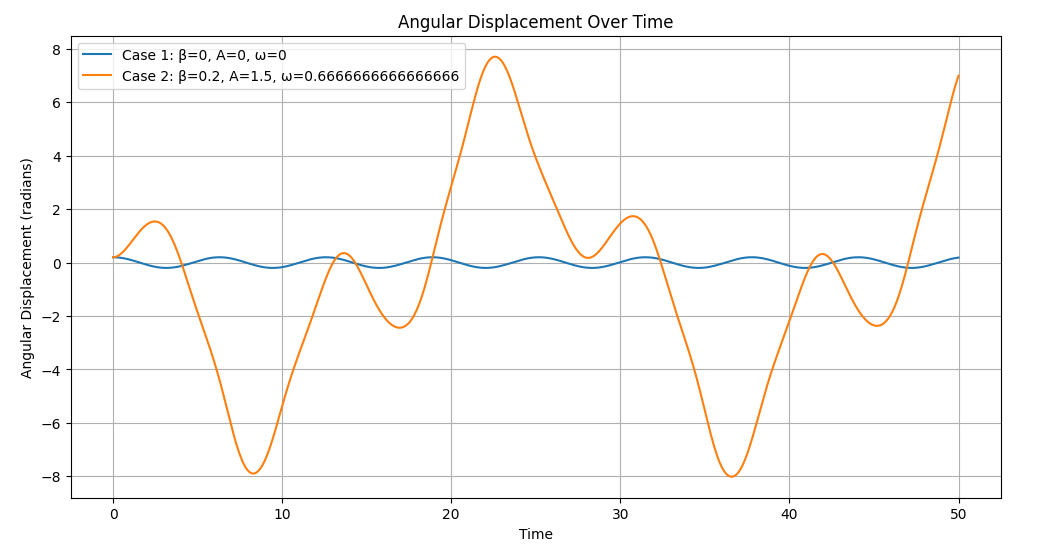 Angular Displacement Over Time
Case 1: β=0, A=0, ω=0
Case 2: β=0.2, A=1.5, ω=0.6666666666666666
Angular Displacement (radians)
8
6
4
2
0
−2
−4
−6
−8
0 10 20 30 40 50
Time